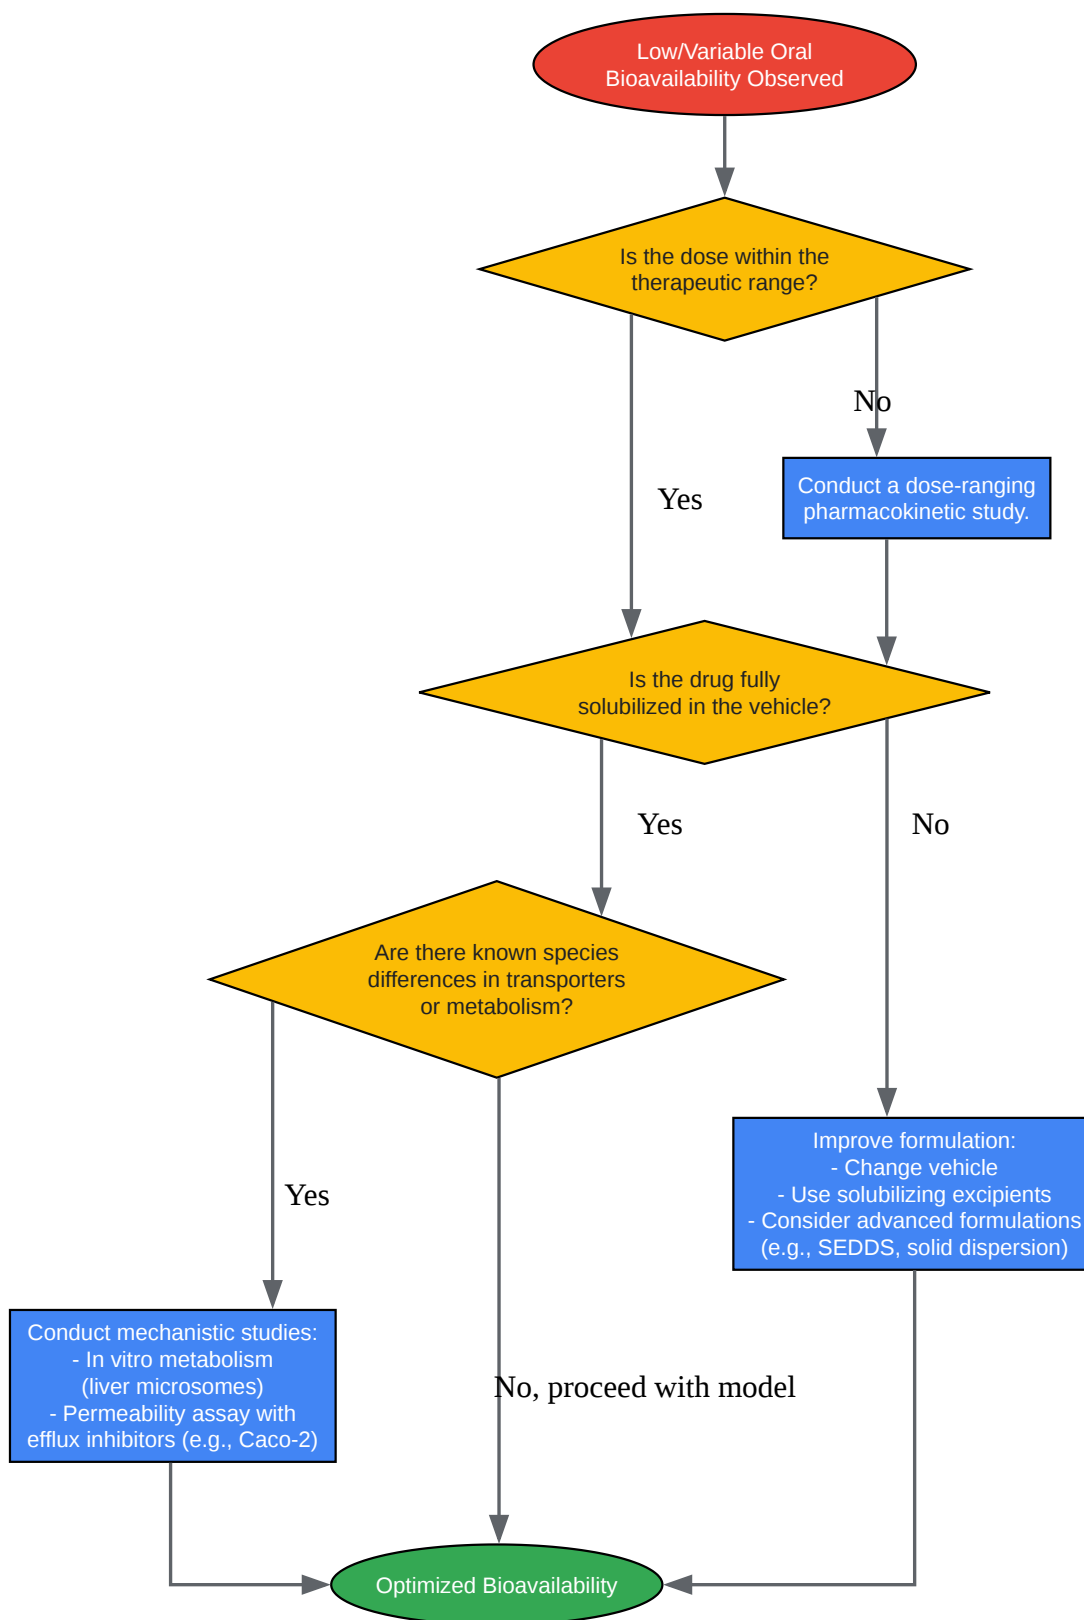 Low/Variable Oral
Bioavailability Observed
Is the dose within the
therapeutic range?
No
Yes
Conduct a dose-ranging
pharmacokinetic study.
Is the drug fully
solubilized in the vehicle?
Yes
No
Are there known species
differences in transporters
or metabolism?
Improve formulation:
- Change vehicle
- Use solubilizing excipients
- Consider advanced formulations
(e.g., SEDDS, solid dispersion)
Yes
Conduct mechanistic studies:
- In vitro metabolism
(liver microsomes)
- Permeability assay with
efflux inhibitors (e.g., Caco-2)
No, proceed with model
Optimized Bioavailability